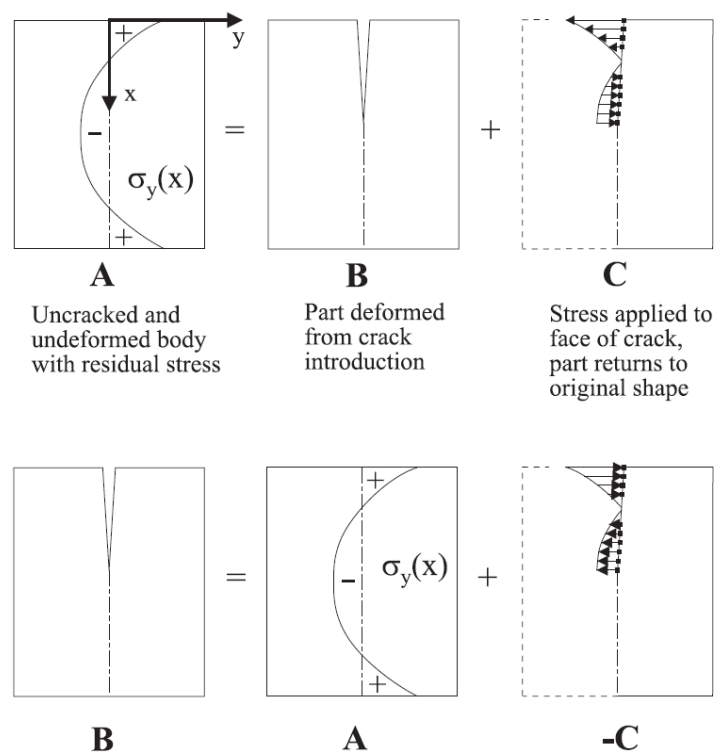 +
y
x
-
σy(x)
+
=
+
A
B
C
Uncracked and
undeformed body
with residual stress
Part deformed
from crack
introduction
Stress applied to
face of crack,
part returns to
original shape
=
+
-
σy(x)
+
+
B
A
-C